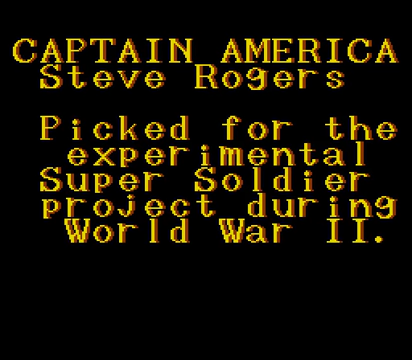 CAPTAIN AMERICA
Steve Rogers
Picked for the
experimental
Super Soldier
project during
World War II.